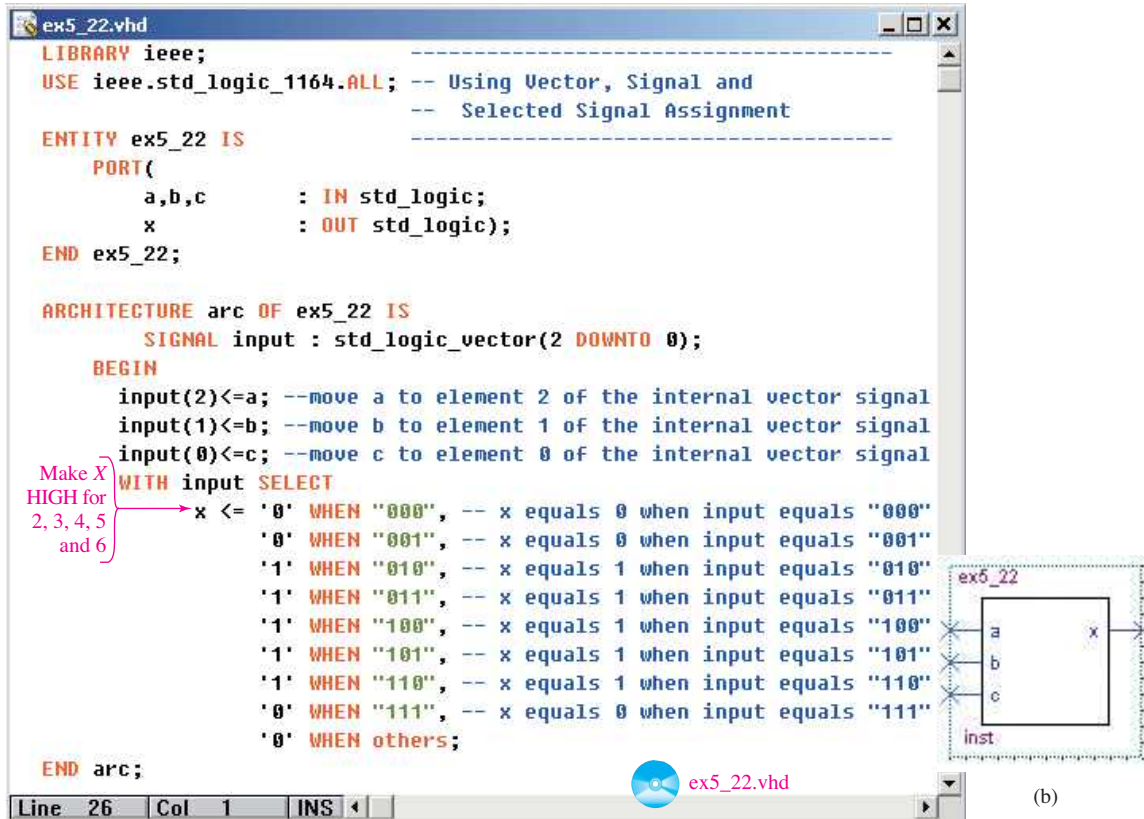 ex5_22.vhd
LIBRARY ieee; ---------------------------------------
USE ieee.std_logic_1164.ALL; -- Using Vector, Signal and
-- Selected Signal Assignment
ENTITY ex5_22 IS ---------------------------------------
PORT(
a,b,c : IN std_logic;
x : OUT std_logic);
END ex5_22;
ARCHITECTURE arc OF ex5_22 IS
SIGNAL input : std_logic_vector(2 DOWNTO 0);
BEGIN
input(2)<=a; --move a to element 2 of the internal vector signal
input(1)<=b; --move b to element 1 of the internal vector signal
input(0)<=c; --move c to element 0 of the internal vector signal
WITH input SELECT
x <= '0' WHEN "000", -- x equals 0 when input equals "000"
'0' WHEN "001", -- x equals 0 when input equals "001"
'1' WHEN "010", -- x equals 1 when input equals "010"
'1' WHEN "011", -- x equals 1 when input equals "011"
'1' WHEN "100", -- x equals 1 when input equals "100"
'1' WHEN "101", -- x equals 1 when input equals "101"
'1' WHEN "110", -- x equals 1 when input equals "110"
'0' WHEN "111", -- x equals 0 when input equals "111"
'0' WHEN others;
END arc;
Make X
HIGH for
2, 3, 4, 5
and 6
ex5_22.vhd
Line 26 Col 1 INS
ex5_22
a x
b
c
inst
(b)